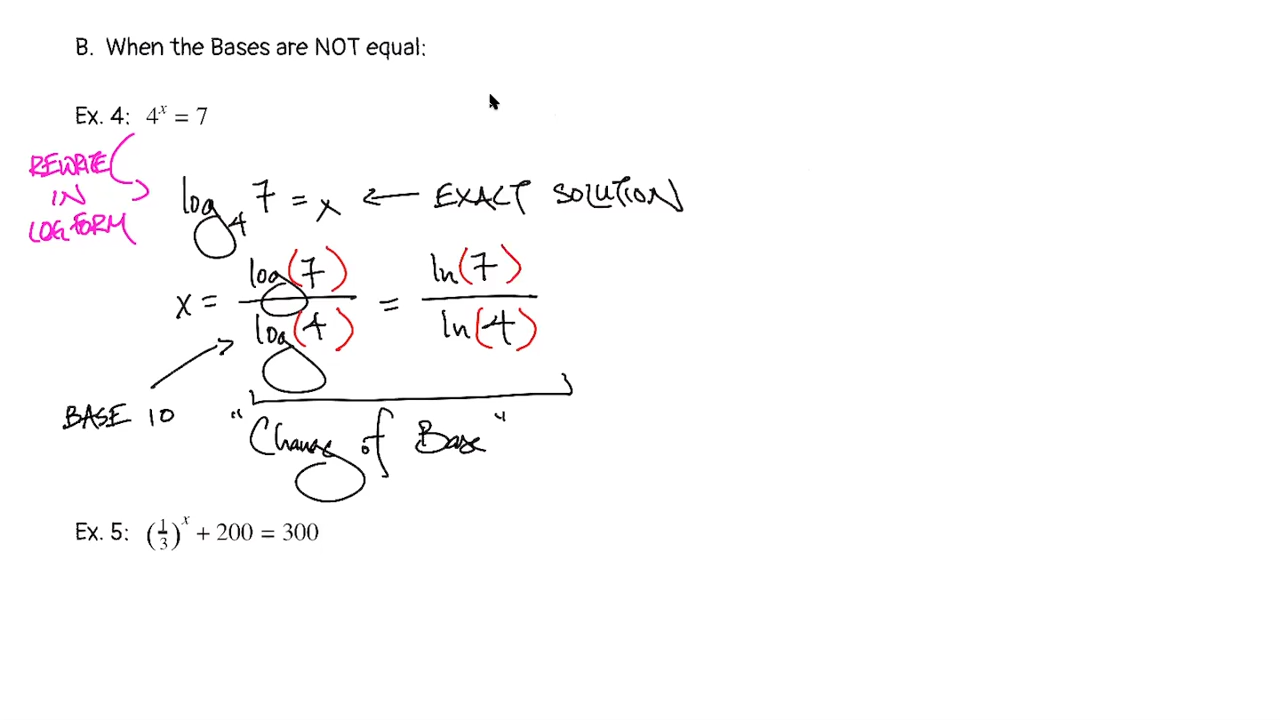 B. When the Bases are NOT equal:
Ex. 4: 4^x = 7
REWRITE
IN
LOG FORM
log_4 7 = x ← EXACT SOLUTION
x = log(7)/log(4) = ln(7)/ln(4)
BASE 10
"Change of Base"
Ex. 5: (1/3)^x + 200 = 300